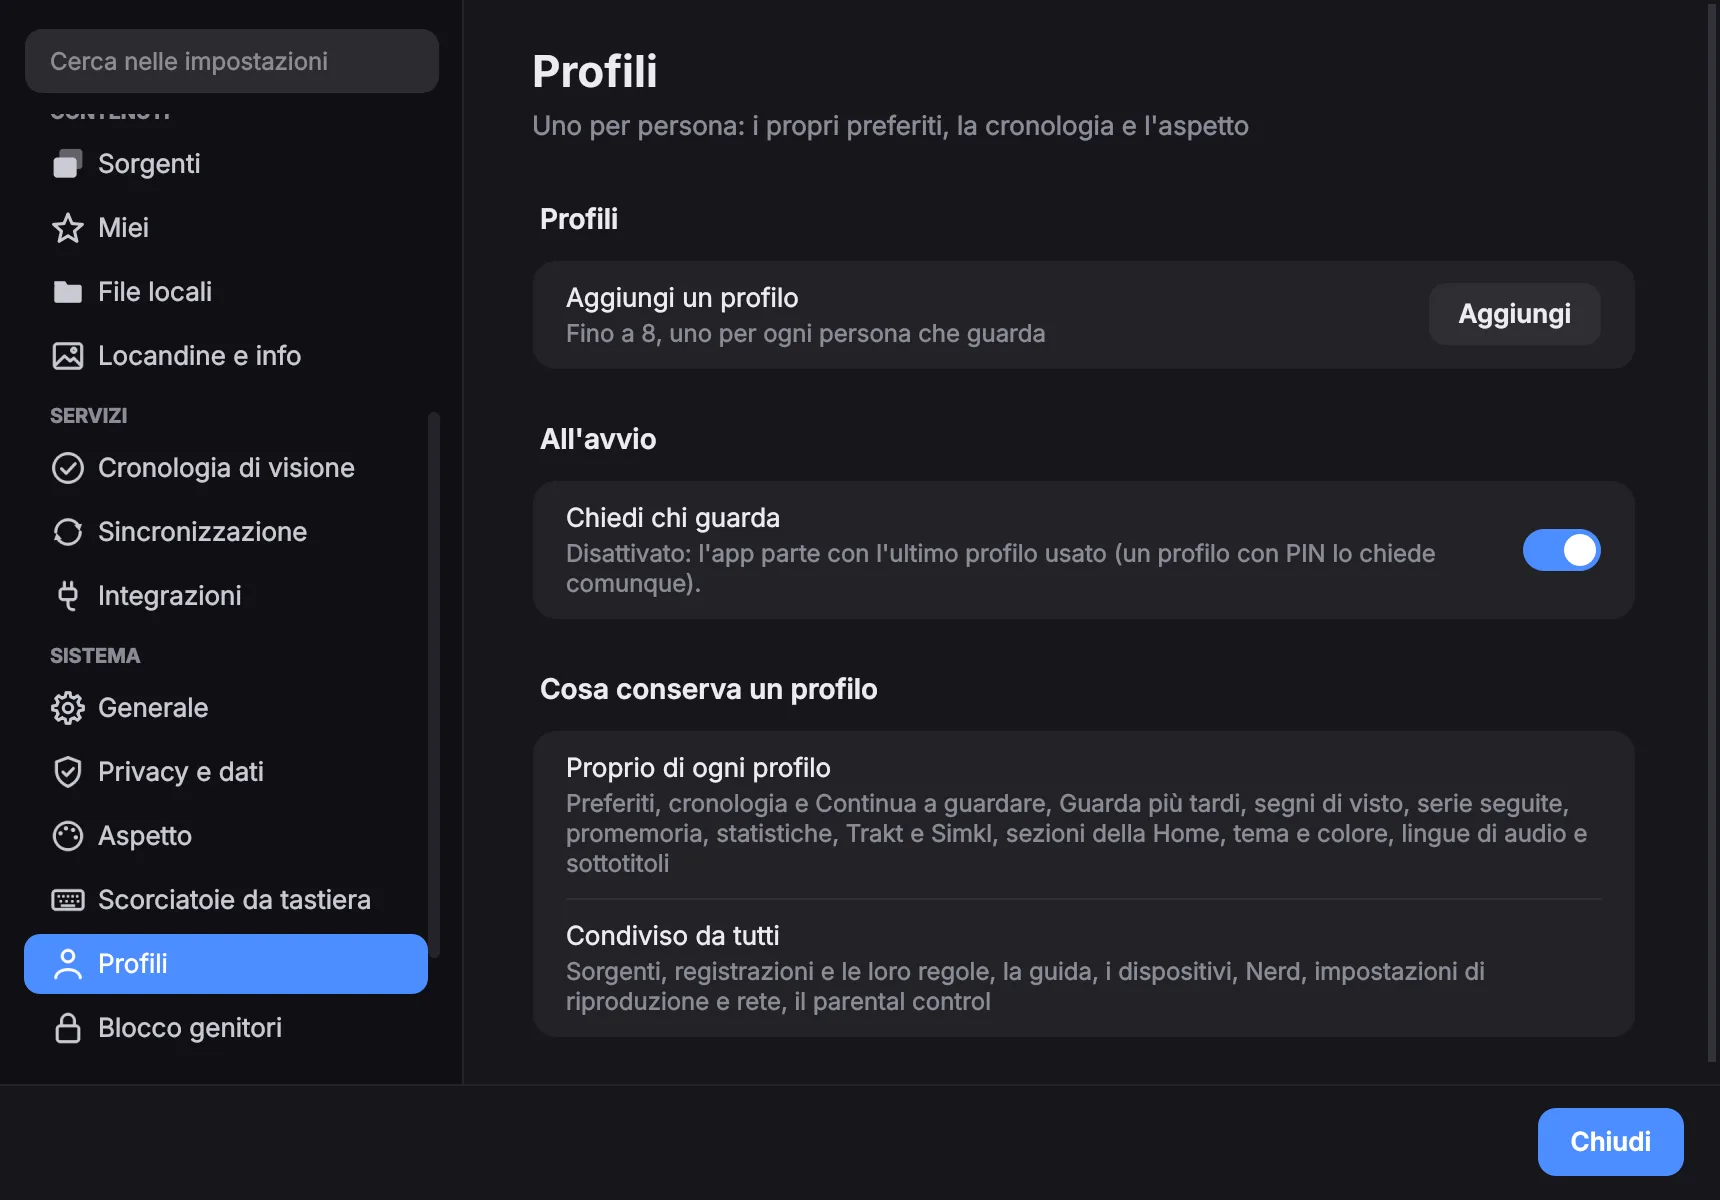 Cerca nelle impostazioni
CONTENUTI
Sorgenti
Miei
File locali
Locandine e info
SERVIZI
Cronologia di visione
Sincronizzazione
Integrazioni
SISTEMA
Generale
Privacy e dati
Aspetto
Scorciatoie da tastiera
Profili
Blocco genitori
Profili
Uno per persona: i propri preferiti, la cronologia e l'aspetto
Profili
Aggiungi un profilo
Fino a 8, uno per ogni persona che guarda
Aggiungi
All'avvio
Chiedi chi guarda
Disattivato: l'app parte con l'ultimo profilo usato (un profilo con PIN lo chiede
comunque).
Cosa conserva un profilo
Proprio di ogni profilo
Preferiti, cronologia e Continua a guardare, Guarda più tardi, segni di visto, serie seguite,
promemoria, statistiche, Trakt e Simkl, sezioni della Home, tema e colore, lingue di audio e
sottotitoli
Condiviso da tutti
Sorgenti, registrazioni e le loro regole, la guida, i dispositivi, Nerd, impostazioni di
riproduzione e rete, il parental control
Chiudi